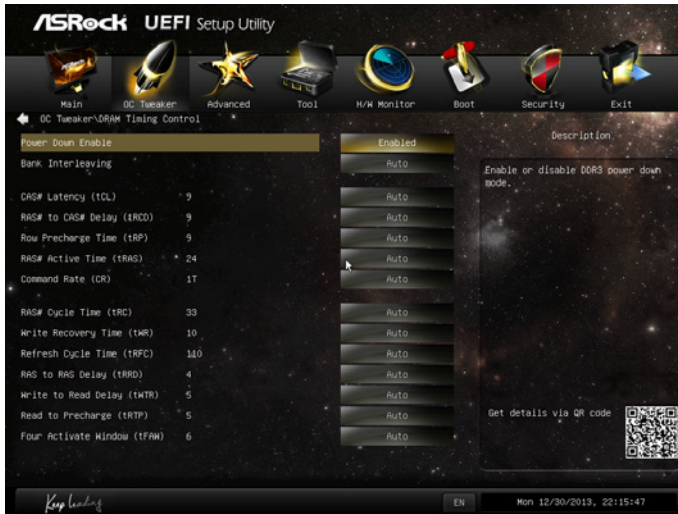 ASRock UEFI Setup Utility
Main OC Tweaker Advanced Tool H/W Monitor Boot Security Exit
OC Tweaker\DRAM Timing Control
Description
Power Down Enable Enabled
Bank Interleaving Auto
Enable or disable DDR3 power down
mode.
CAS# Latency (tCL) 9 Auto
RAS# to CAS# Delay (tRCD) 9 Auto
Row Precharge Time (tRP) 9 Auto
RAS# Active Time (tRAS) 24 Auto
Command Rate (CR) 1T Auto
RAS# Cycle Time (tRC) 33 Auto
Write Recovery Time (tWR) 10 Auto
Refresh Cycle Time (tRFC) 110 Auto
RAS to RAS Delay (tRRD) 4 Auto
Write to Read Delay (tWTR) 5 Auto
Read to Precharge (tRTP) 5 Auto
Four Activate Window (tFAW) 6 Auto
Get details via QR code
Keep Leading
EN
Mon 12/30/2013, 22:15:47